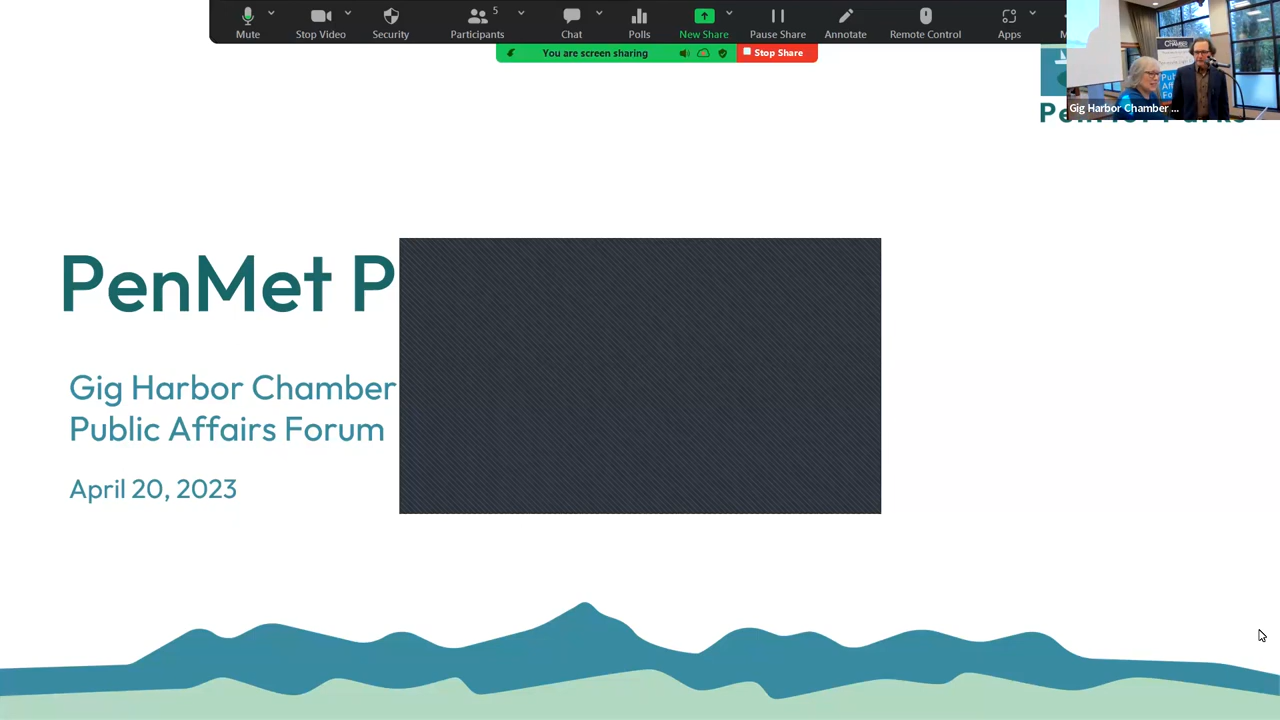 5
Mute
Stop Video
Security
Participants
Chat
Polls
New Share
Pause Share
Annotate
Remote Control
Apps
You are screen sharing
Stop Share
CHAMBER
Gig Harbor Chamber ...
PenMet P
Gig Harbor Chamber
Public Affairs Forum
April 20, 2023